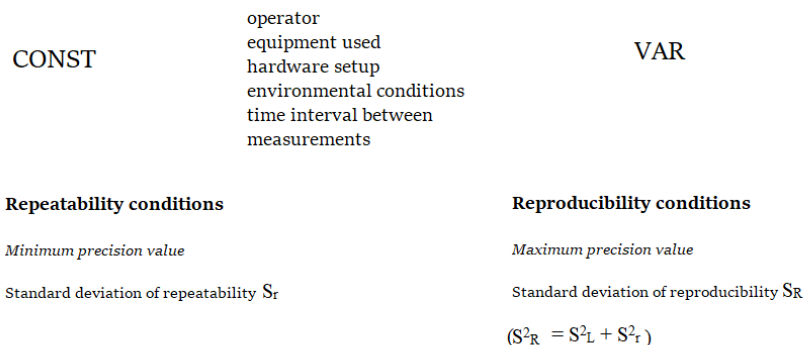 CONST
operator
equipment used
hardware setup
environmental conditions
time interval between
measurements
VAR
Repeatability conditions
Minimum precision value
Standard deviation of repeatability Sr
Reproducibility conditions
Maximum precision value
Standard deviation of reproducibility SR
(S²R = S²L + S²r )